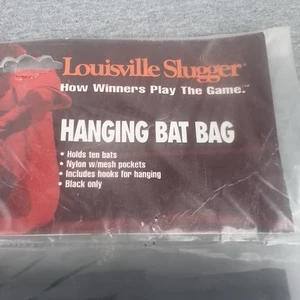 Louisville Slugger®
How Winners Play The Game.™
HANGING BAT BAG
• Holds ten bats
• Nylon w/mesh pockets
• Includes hooks for hanging
• Black only